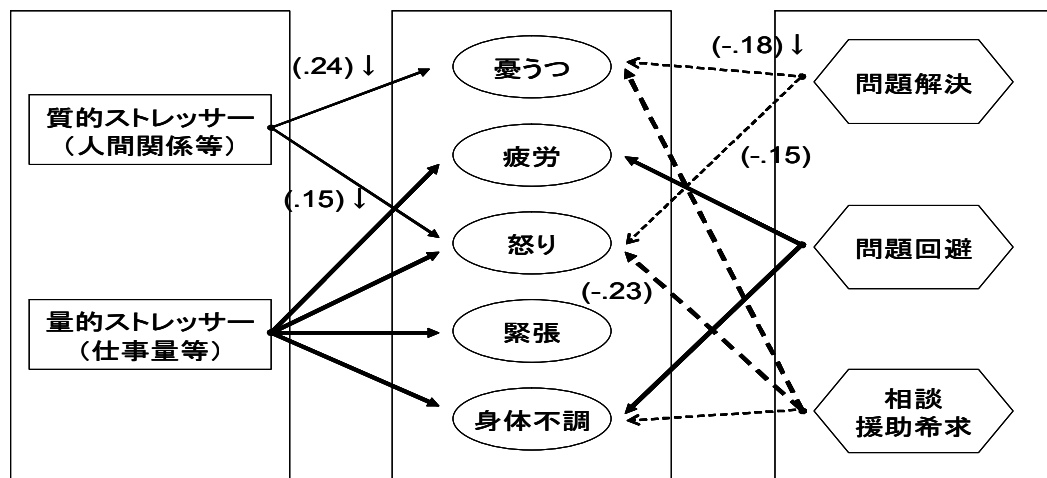 質的ストレッサー
（人間関係等）
量的ストレッサー
（仕事量等）
(.24)↓
(.15)↓
憂うつ
疲労
怒り
緊張
身体不調
(-.18)↓
(-.15)
(-.23)
問題解決
問題回避
相談
援助希求